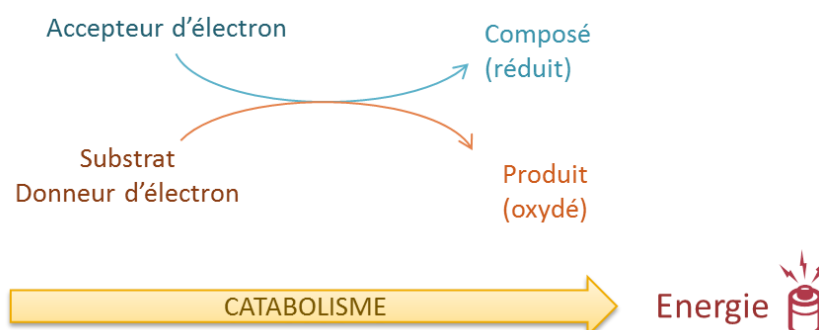 Accepteur d'électron
Composé
(réduit)
Substrat
Donneur d'électron
Produit
(oxydé)
CATABOLISME
Energie